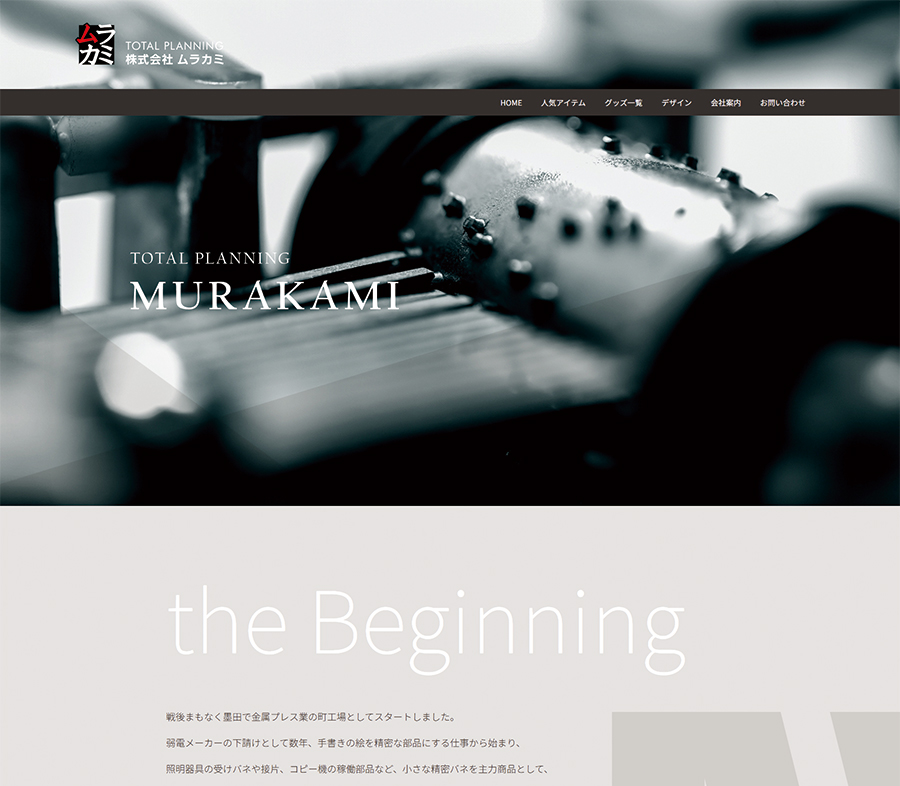 ムラ
カミ
TOTAL PLANNING
株式会社 ムラカミ
HOME 人気アイテム グッズ一覧 デザイン 会社案内 お問い合わせ
TOTAL PLANNING
MURAKAMI
the Beginning
戦後まもなく墨田で金属プレス業の町工場としてスタートしました。
弱電メーカーの下請けとして数年、手書きの絵を精密な部品にする仕事から始まり、
照明器具の受けバネや接片、コピー機の稼働部品など、小さな精密バネを主力商品として、